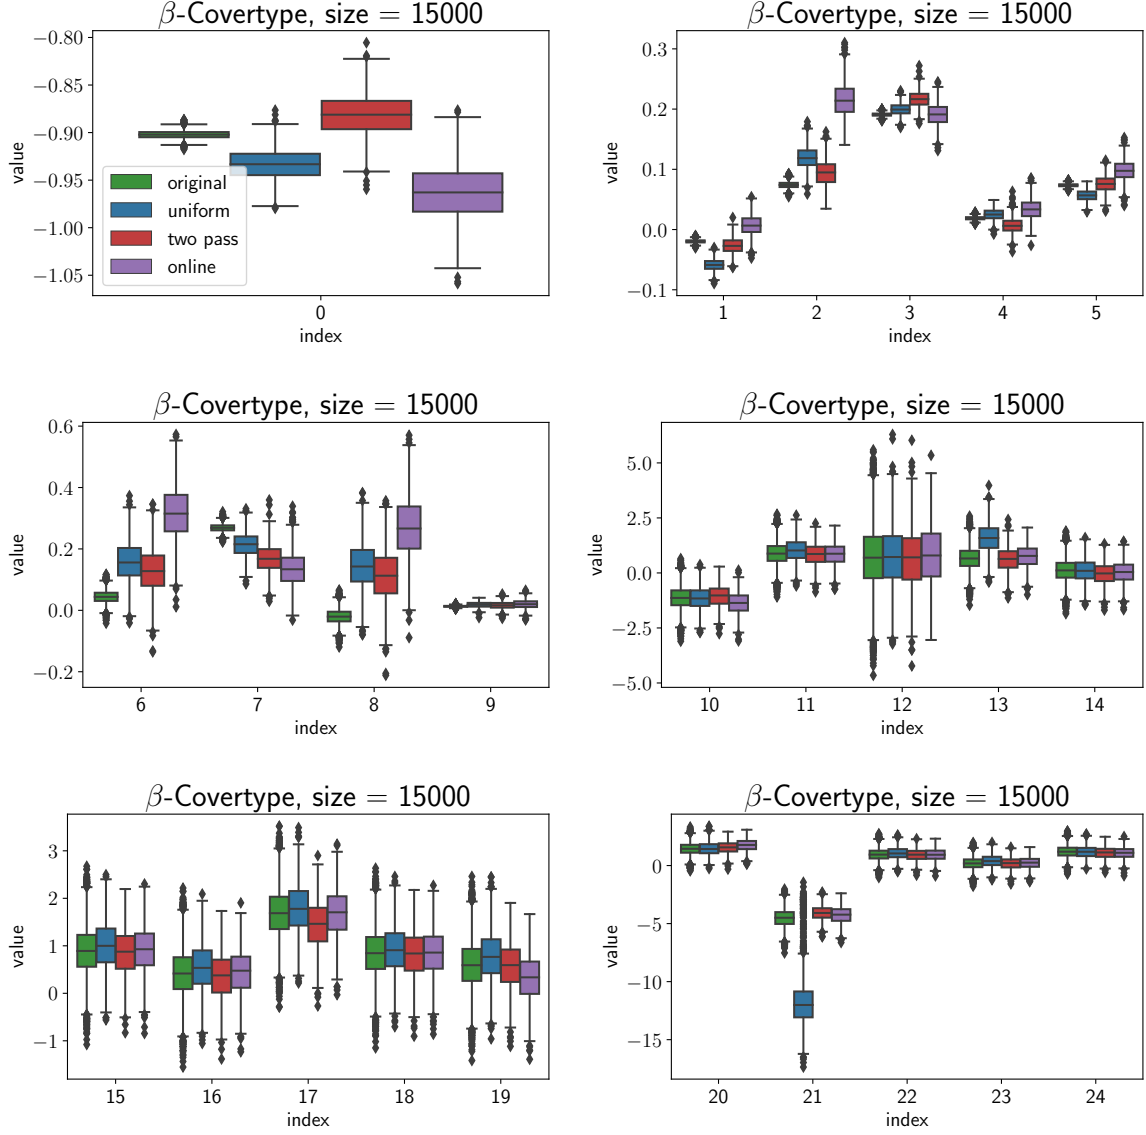 β-Covertype, size = 15000
value
−0.80
−0.85
−0.90
−0.95
−1.00
−1.05
original
uniform
two pass
online
0
index
β-Covertype, size = 15000
value
0.3
0.2
0.1
0.0
−0.1
1 2 3 4 5
index
β-Covertype, size = 15000
value
0.6
0.4
0.2
0.0
−0.2
6 7 8 9
index
β-Covertype, size = 15000
value
5.0
2.5
0.0
−2.5
−5.0
10 11 12 13 14
index
β-Covertype, size = 15000
value
3
2
1
0
−1
15 16 17 18 19
index
β-Covertype, size = 15000
value
0
−5
−10
−15
20 21 22 23 24
index